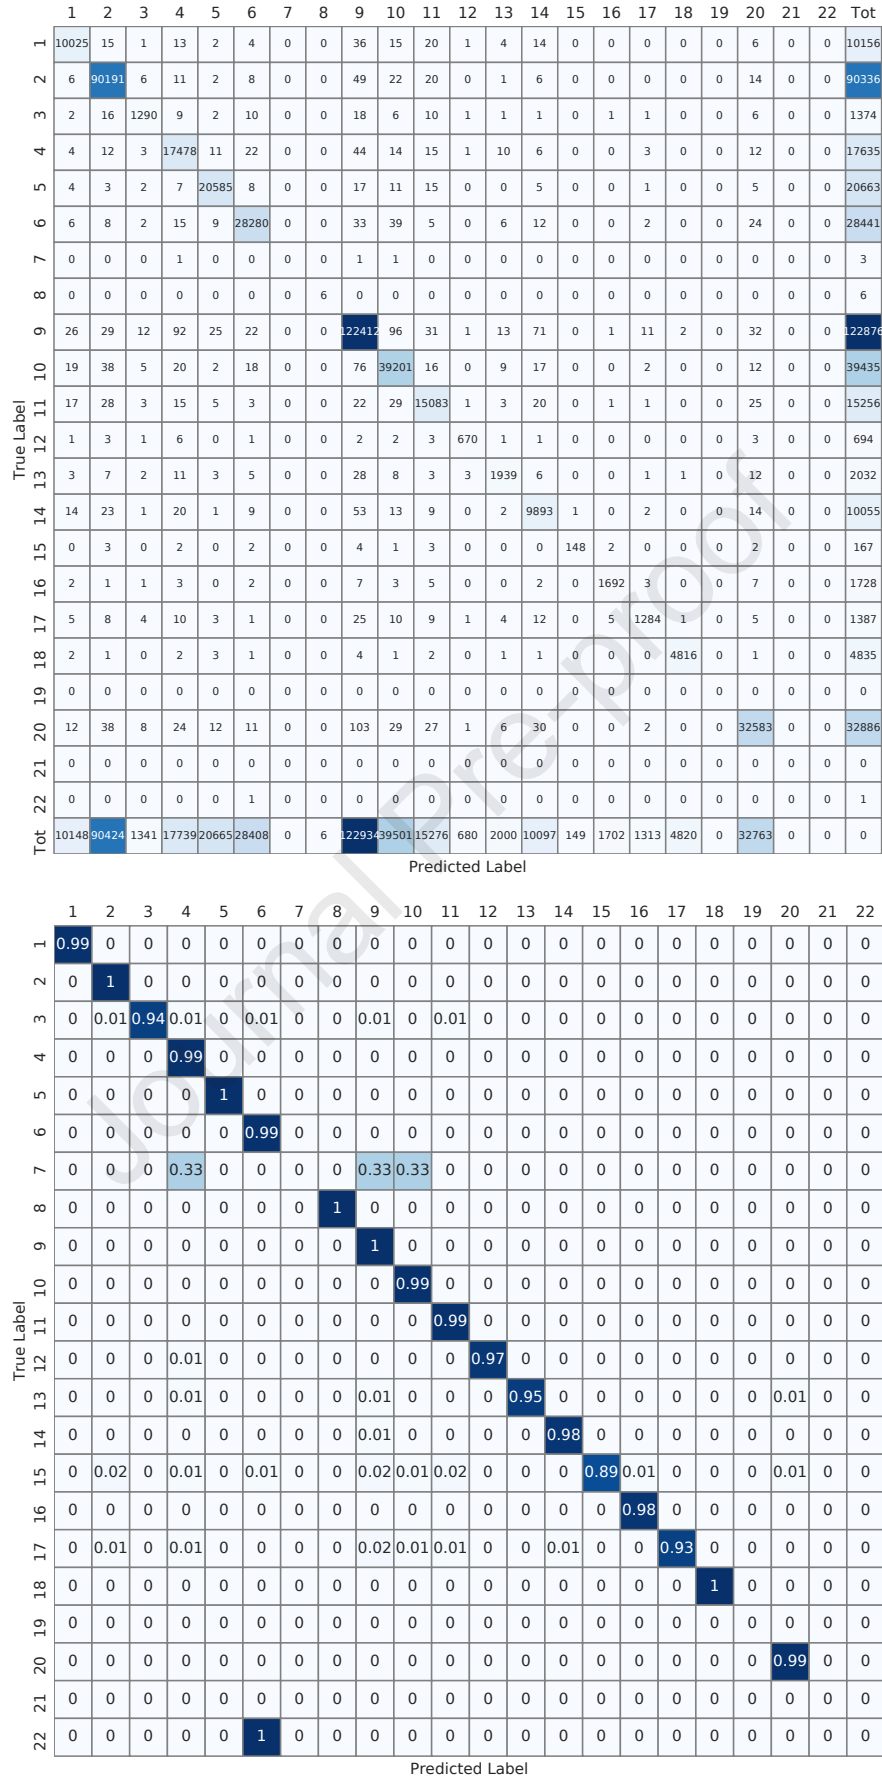 1 2 3 4 5 6 7 8 9 10 11 12 13 14 15 16 17 18 19 20 21 22 Tot
1 10025 15 1 13 2 4 0 0 36 15 20 1 4 14 0 0 0 0 0 6 0 0 10156
2 6 90191 6 11 2 8 0 0 49 22 20 0 1 6 0 0 0 0 0 14 0 0 90336
3 2 16 1290 9 2 10 0 0 18 6 10 1 1 1 0 1 1 0 0 6 0 0 1374
4 4 12 3 17478 11 22 0 0 44 14 15 1 10 6 0 0 3 0 0 12 0 0 17635
5 4 3 2 7 20585 8 0 0 17 11 15 0 0 5 0 0 1 0 0 5 0 0 20663
6 6 8 2 15 9 28280 0 0 33 39 5 0 6 12 0 0 2 0 0 24 0 0 28441
7 0 0 0 1 0 0 0 0 1 1 0 0 0 0 0 0 0 0 0 0 0 0 3
8 0 0 0 0 0 0 0 6 0 0 0 0 0 0 0 0 0 0 0 0 0 0 6
9 26 29 12 92 25 22 0 0 122412 96 31 1 13 71 0 1 11 2 0 32 0 0 122876
10 19 38 5 20 2 18 0 0 76 39201 16 0 9 17 0 0 2 0 0 12 0 0 39435
11 17 28 3 15 5 3 0 0 22 29 15083 1 3 20 0 1 1 0 0 25 0 0 15256
12 1 3 1 6 0 1 0 0 2 2 3 670 1 1 0 0 0 0 0 3 0 0 694
13 3 7 2 11 3 5 0 0 28 8 3 3 1939 6 0 0 1 1 0 12 0 0 2032
14 14 23 1 20 1 9 0 0 53 13 9 0 2 9893 1 0 2 0 0 14 0 0 10055
15 0 3 0 2 0 2 0 0 4 1 3 0 0 0 148 2 0 0 0 2 0 0 167
16 2 1 1 3 0 2 0 0 7 3 5 0 0 2 0 1692 3 0 0 7 0 0 1728
17 5 8 4 10 3 1 0 0 25 10 9 1 4 12 0 5 1284 1 0 5 0 0 1387
18 2 1 0 2 3 1 0 0 4 1 2 0 1 1 0 0 0 4816 0 1 0 0 4835
19 0 0 0 0 0 0 0 0 0 0 0 0 0 0 0 0 0 0 0 0 0 0 0
20 12 38 8 24 12 11 0 0 103 29 27 1 6 30 0 0 2 0 0 32583 0 0 32886
21 0 0 0 0 0 0 0 0 0 0 0 0 0 0 0 0 0 0 0 0 0 0 0
22 0 0 0 0 0 1 0 0 0 0 0 0 0 0 0 0 0 0 0 0 0 0 1
Tot 10148 90424 1341 17739 20665 28408 0 6 122934 39501 15276 680 2000 10097 149 1702 1313 4820 0 32763 0 0 0
True Label
Predicted Label
Journal Pre-proof
1 2 3 4 5 6 7 8 9 10 11 12 13 14 15 16 17 18 19 20 21 22
1 0.99 0 0 0 0 0 0 0 0 0 0 0 0 0 0 0 0 0 0 0 0 0
2 0 1 0 0 0 0 0 0 0 0 0 0 0 0 0 0 0 0 0 0 0 0
3 0 0.01 0.94 0.01 0 0.01 0 0 0.01 0 0.01 0 0 0 0 0 0 0 0 0 0 0
4 0 0 0 0.99 0 0 0 0 0 0 0 0 0 0 0 0 0 0 0 0 0 0
5 0 0 0 0 1 0 0 0 0 0 0 0 0 0 0 0 0 0 0 0 0 0
6 0 0 0 0 0 0.99 0 0 0 0 0 0 0 0 0 0 0 0 0 0 0 0
7 0 0 0 0.33 0 0 0 0 0.33 0.33 0 0 0 0 0 0 0 0 0 0 0 0
8 0 0 0 0 0 0 0 1 0 0 0 0 0 0 0 0 0 0 0 0 0 0
9 0 0 0 0 0 0 0 0 1 0 0 0 0 0 0 0 0 0 0 0 0 0
10 0 0 0 0 0 0 0 0 0 0.99 0 0 0 0 0 0 0 0 0 0 0 0
11 0 0 0 0 0 0 0 0 0 0 0.99 0 0 0 0 0 0 0 0 0 0 0
12 0 0 0 0.01 0 0 0 0 0 0 0 0.97 0 0 0 0 0 0 0 0 0 0
13 0 0 0 0.01 0 0 0 0 0.01 0 0 0 0.95 0 0 0 0 0 0 0.01 0 0
14 0 0 0 0 0 0 0 0 0.01 0 0 0 0 0.98 0 0 0 0 0 0 0 0
15 0 0.02 0 0.01 0 0.01 0 0 0.02 0.01 0.02 0 0 0 0.89 0.01 0 0 0 0.01 0 0
16 0 0 0 0 0 0 0 0 0 0 0 0 0 0 0 0.98 0 0 0 0 0 0
17 0 0.01 0 0.01 0 0 0 0 0.02 0.01 0.01 0 0 0.01 0 0 0.93 0 0 0 0 0
18 0 0 0 0 0 0 0 0 0 0 0 0 0 0 0 0 0 1 0 0 0 0
19 0 0 0 0 0 0 0 0 0 0 0 0 0 0 0 0 0 0 0 0 0 0
20 0 0 0 0 0 0 0 0 0 0 0 0 0 0 0 0 0 0 0 0.99 0 0
21 0 0 0 0 0 0 0 0 0 0 0 0 0 0 0 0 0 0 0 0 0 0
22 0 0 0 0 0 1 0 0 0 0 0 0 0 0 0 0 0 0 0 0 0 0
True Label
Predicted Label